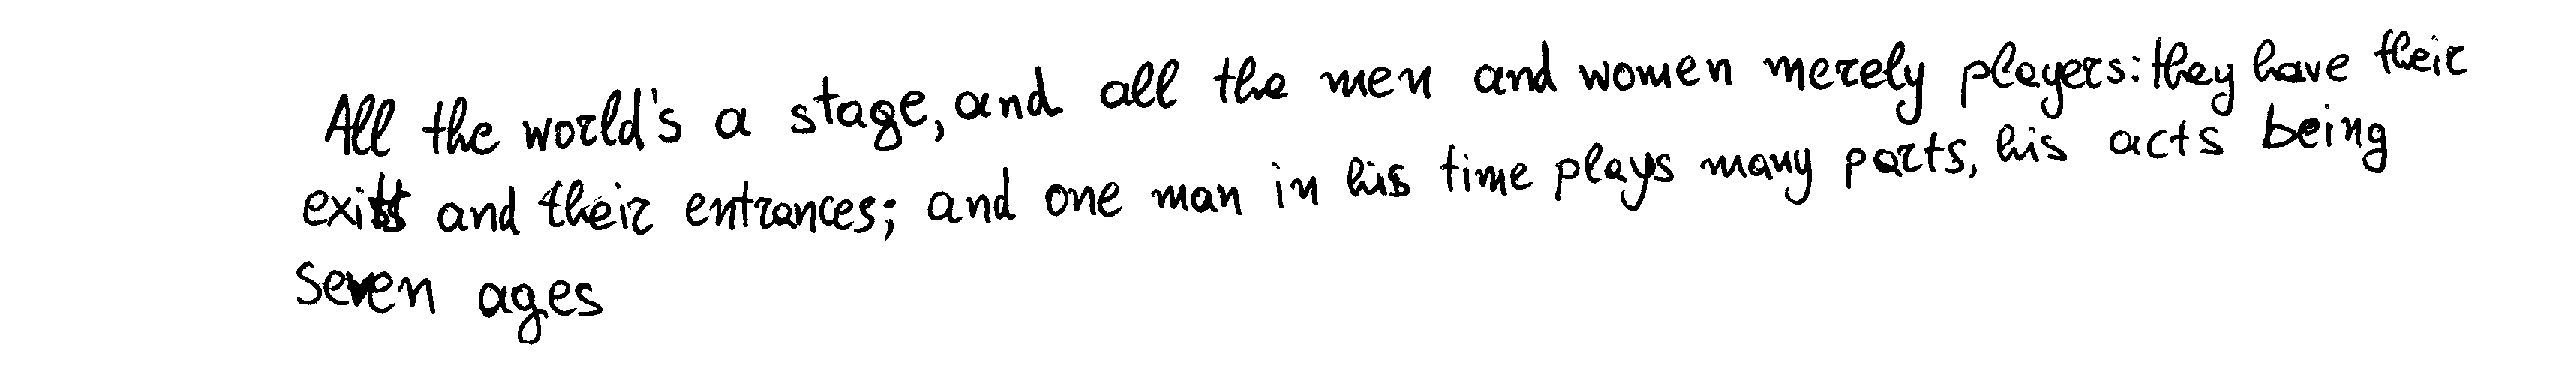 All the world's a stage, and all the men and women merely players: they have their
exits and their entrances; and one man in his time plays many parts, his acts being
seven ages